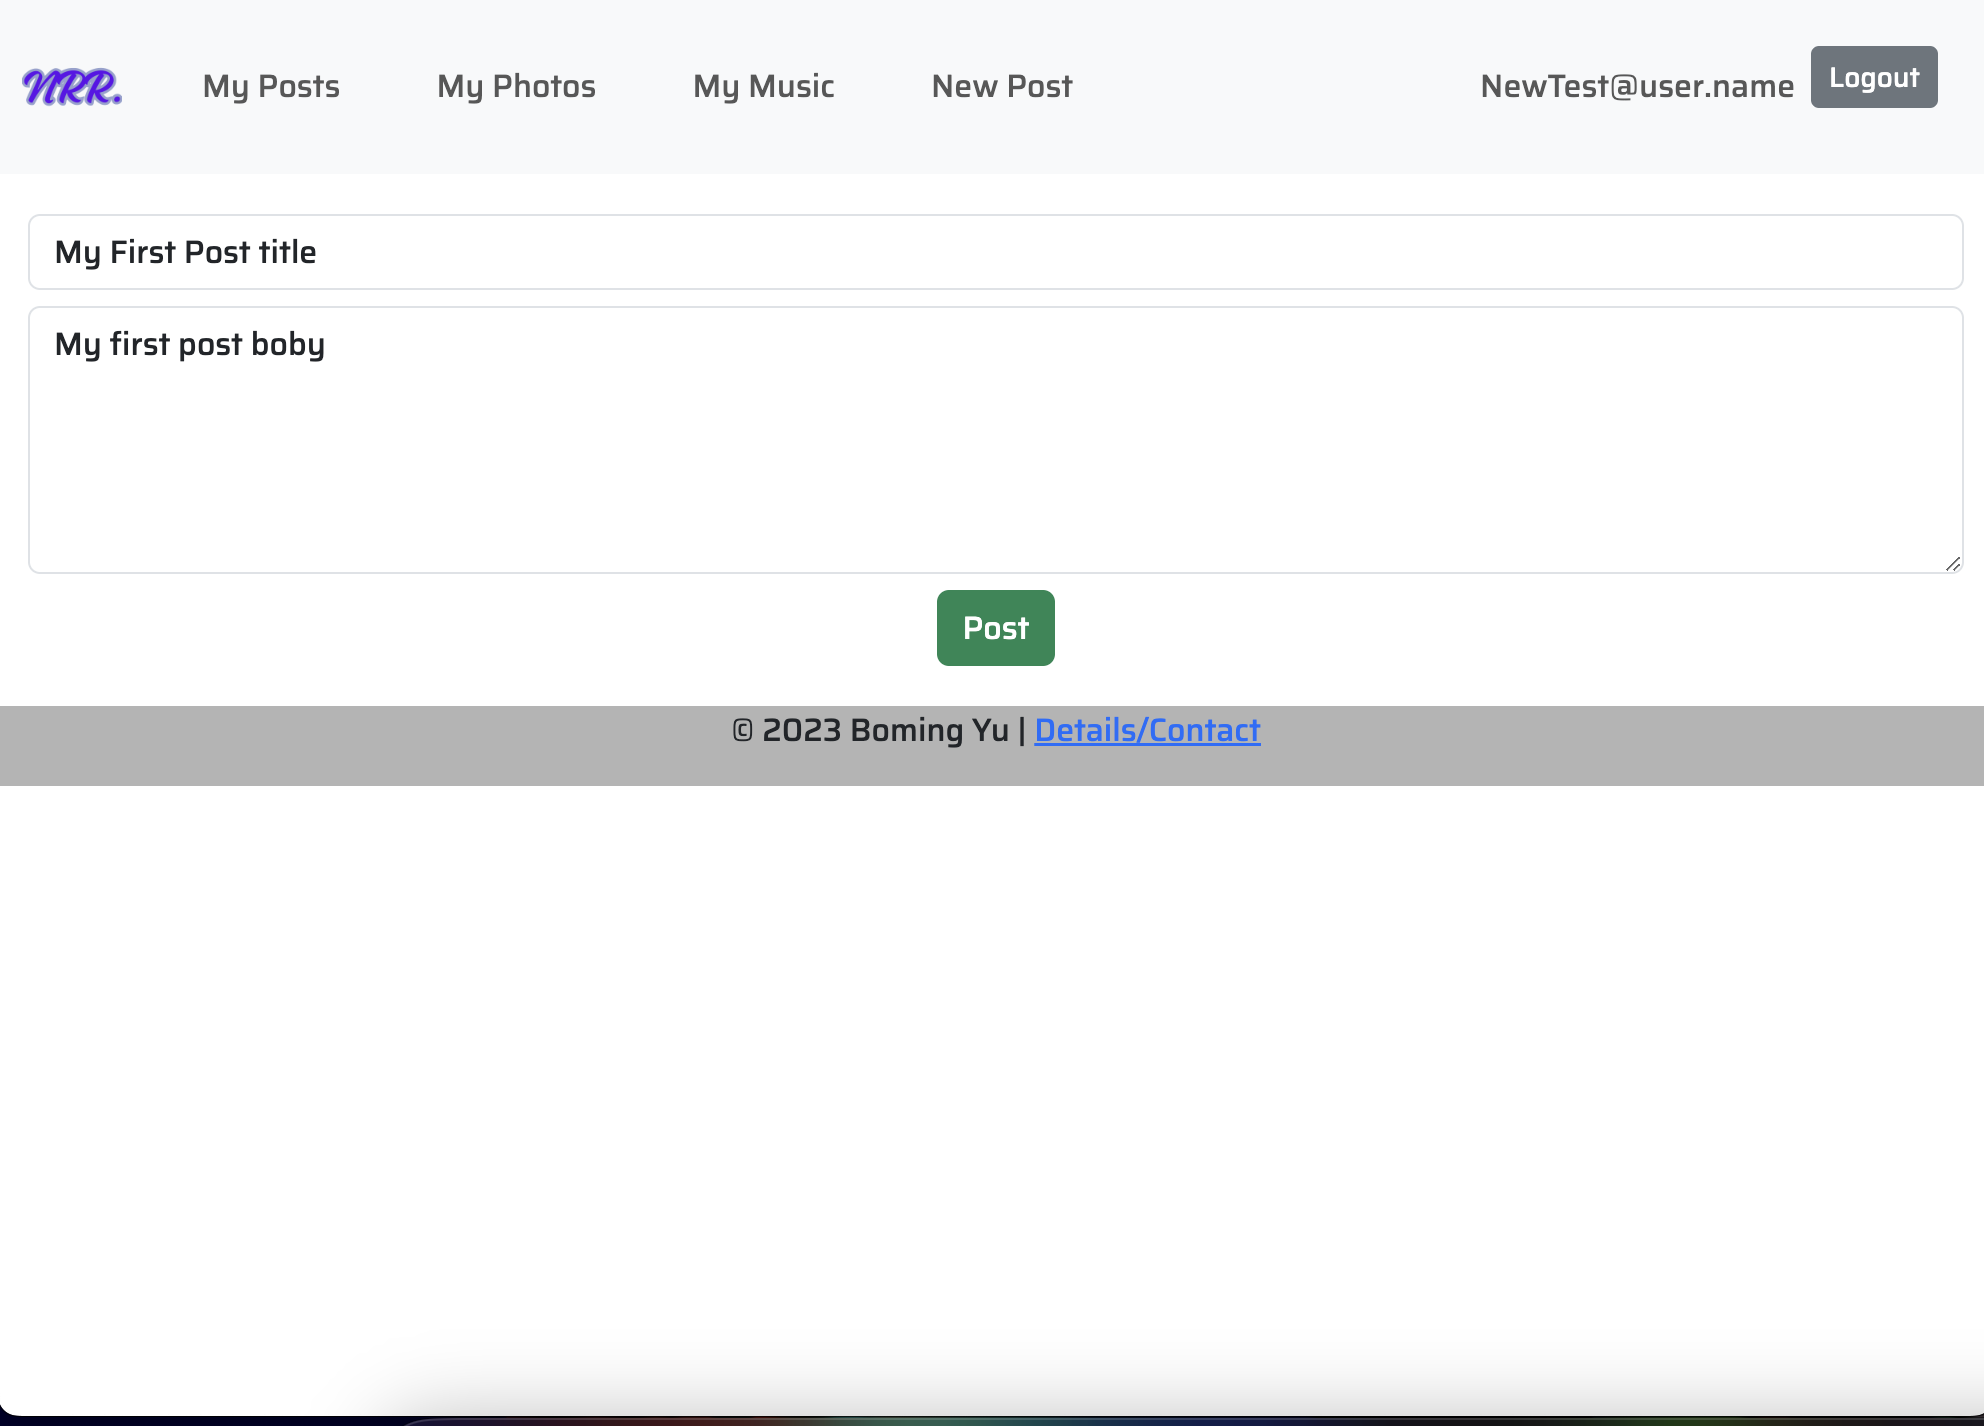 NRR. My Posts My Photos My Music New Post NewTest@user.name Logout
My First Post title
My first post boby
Post
© 2023 Boming Yu | Details/Contact